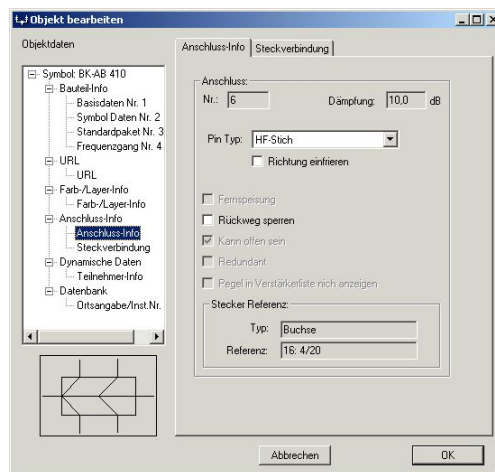 Objekt bearbeiten
Objektdaten
Symbol: BK-AB 410
Bauteil-Info
Basisdaten Nr. 1
Symbol Daten Nr. 2
Standardpaket Nr. 3
Frequenzgang Nr. 4
URL
URL
Farb-/Layer-Info
Farb-/Layer-Info
Anschluss-Info
Anschluss-Info
Steckverbindung
Dynamische Daten
Teilnehmer-Info
Datenbank
Ortsangabe/Inst.Nr.
Anschluss-Info Steckverbindung
Anschluss:
Nr.: 6 Dämpfung: 10,0 dB
Pin Typ: HF-Stich
Richtung einfrieren
Fernspeisung
Rückweg sperren
Kann offen sein
Redundant
Pegel in Verstärkerliste nich anzeigen
Stecker Referenz:
Typ: Buchse
Referenz: 16: 4/20
Abbrechen OK